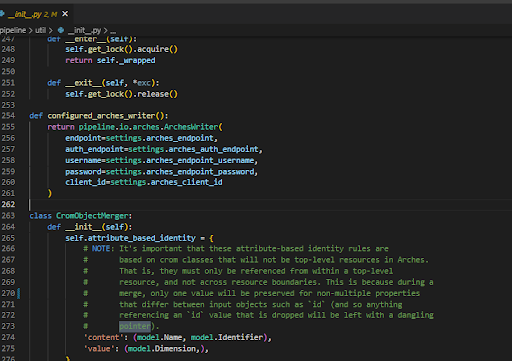 __init__.py 2, M ✕
pipeline > util > __init__.py > ...
247 def __enter__(self):
248 self.get_lock().acquire()
249 return self._wrapped
250
251 def __exit__(self, *exc):
252 self.get_lock().release()
253
254 def configured_arches_writer():
255 return pipeline.io.arches.ArchesWriter(
256 endpoint=settings.arches_endpoint,
257 auth_endpoint=settings.arches_auth_endpoint,
258 username=settings.arches_endpoint_username,
259 password=settings.arches_endpoint_password,
260 client_id=settings.arches_client_id
261 )
262
263 class CromObjectMerger:
264 def __init__(self):
265 self.attribute_based_identity = {
266 # NOTE: It's important that these attribute-based identity rules are
267 # based on crom classes that will not be top-level resources in Arches.
268 # That is, they must only be referenced from within a top-level
269 # resource, and not across resource boundaries. This is because during a
270 # merge, only one value will be preserved for non-multiple properties
271 # that differ between input objects such as `id` (and so anything
272 # referencing an `id` value that is dropped will be left with a dangling
273 # pointer).
274 'content': (model.Name, model.Identifier),
275 'value': (model.Dimension,),